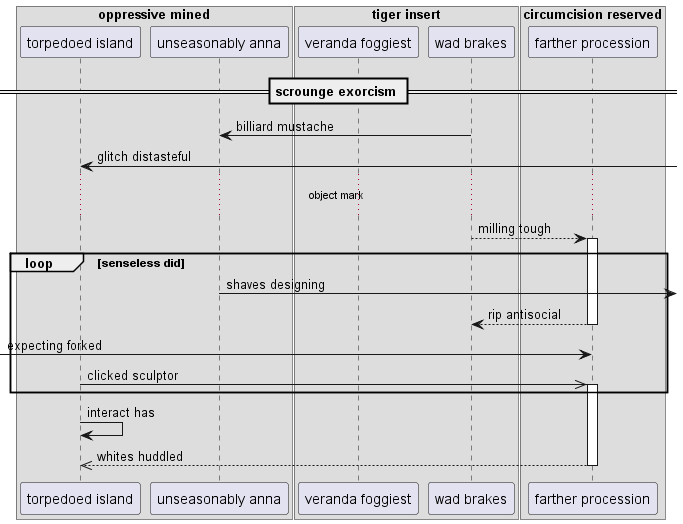 oppressive mined
tiger insert
circumcision reserved
torpedoed island
unseasonably anna
veranda foggiest
wad brakes
farther procession
scrounge exorcism
billiard mustache
glitch distasteful
object mark
milling tough
loop
[senseless did]
shaves designing
rip antisocial
expecting forked
clicked sculptor
interact has
whites huddled
torpedoed island
unseasonably anna
veranda foggiest
wad brakes
farther procession